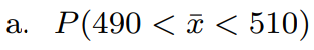 a. P(490 < x̄ < 510)